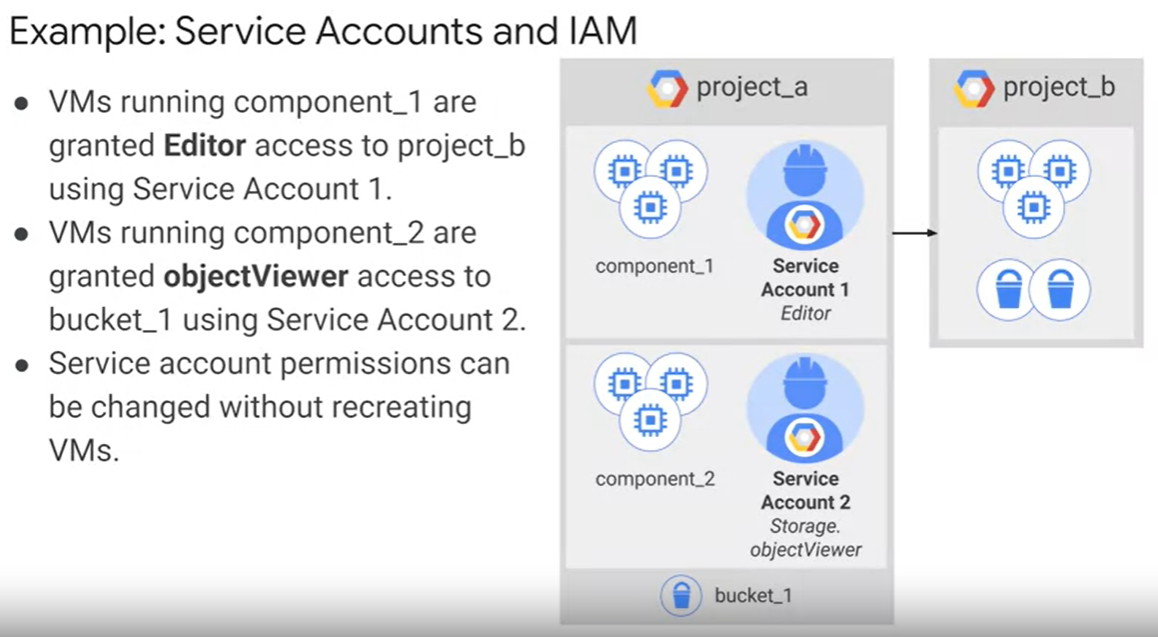 Example: Service Accounts and IAM
● VMs running component_1 are
granted Editor access to project_b
using Service Account 1.
● VMs running component_2 are
granted objectViewer access to
bucket_1 using Service Account 2.
● Service account permissions can
be changed without recreating
VMs.
project_a
component_1
Service
Account 1
Editor
component_2
Service
Account 2
Storage.
objectViewer
bucket_1
project_b